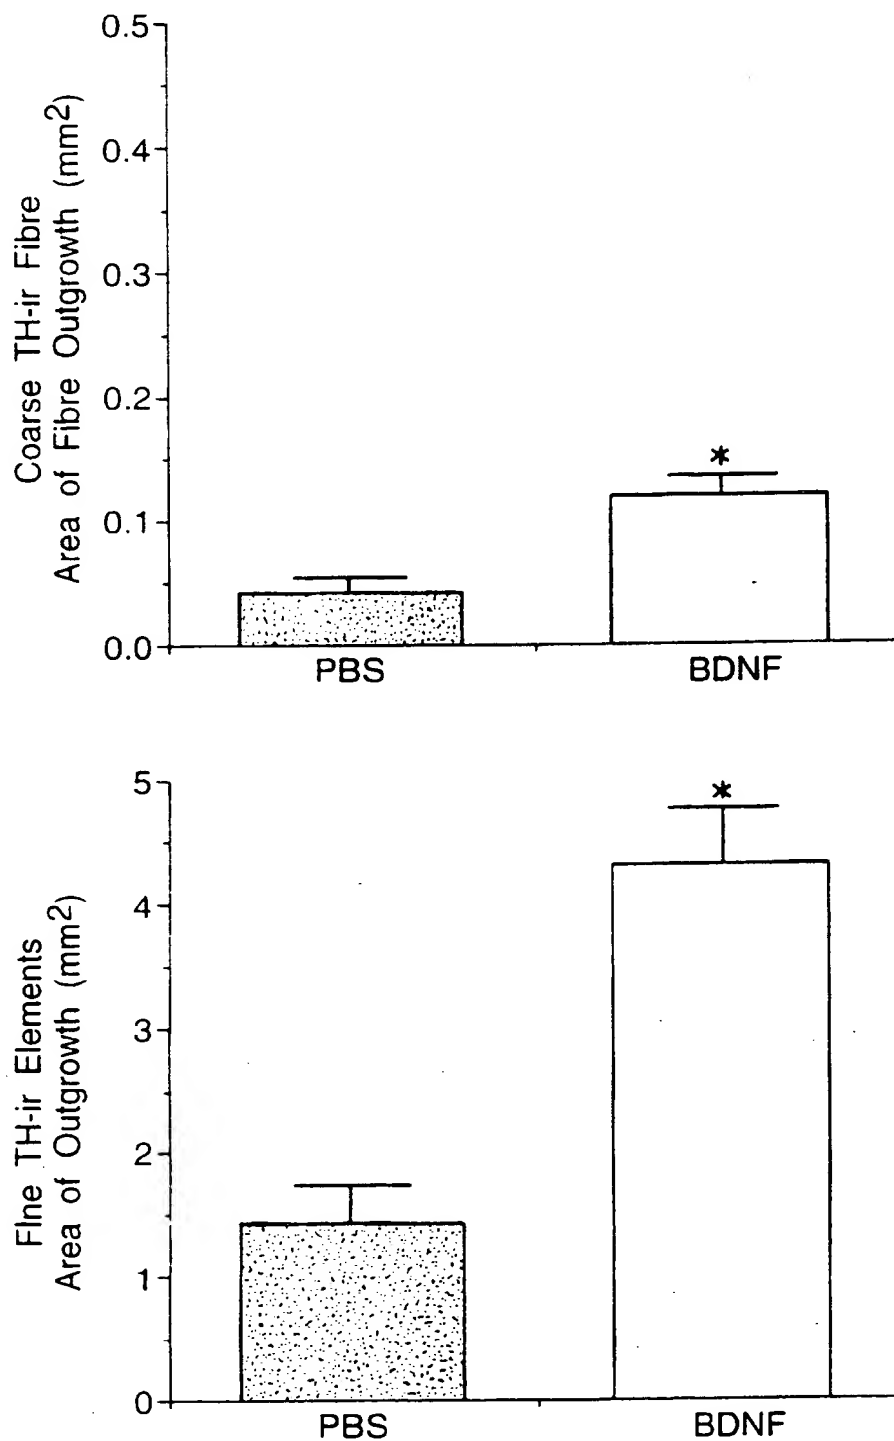 Coarse TH-ir Fibre
Area of Fibre Outgrowth (mm2)
0.5
0.4
0.3
0.2
0.1
0.0
*
PBS
BDNF
FIne TH-ir Elements
Area of Outgrowth (mm2)
5
4
3
2
1
0
*
PBS
BDNF